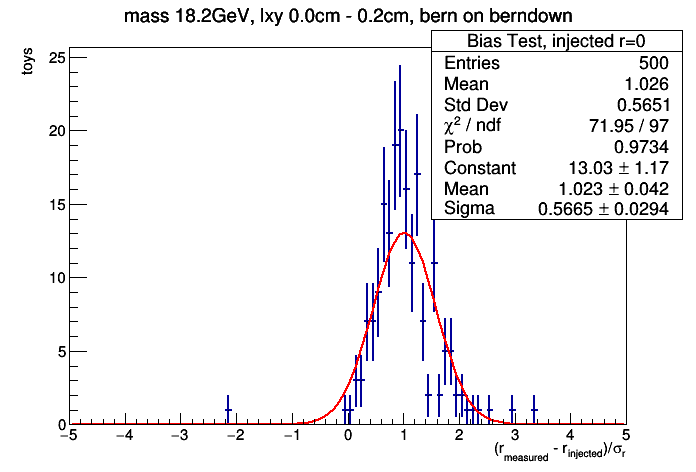 mass 18.2GeV, lxy 0.0cm - 0.2cm, bern on berndown
Bias Test, injected r=0
Entries 500
Mean 1.026
Std Dev 0.5651
χ² / ndf 71.95 / 97
Prob 0.9734
Constant 13.03 ± 1.17
Mean 1.023 ± 0.042
Sigma 0.5665 ± 0.0294
toys
25
20
15
10
5
0
−5 −4 −3 −2 −1 0 1 2 3 4 5
(r_measured - r_injected)/σ_r